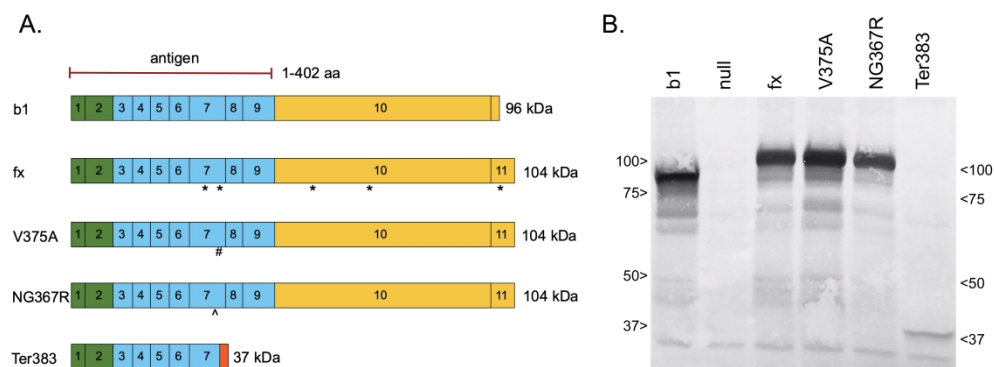 A.
antigen
1-402 aa
b1 1 2 3 4 5 6 7 8 9 10 96 kDa
fx 1 2 3 4 5 6 7 8 9 10 11 104 kDa
* * * * *
V375A 1 2 3 4 5 6 7 8 9 10 11 104 kDa
#
NG367R 1 2 3 4 5 6 7 8 9 10 11 104 kDa
^
Ter383 1 2 3 4 5 6 7 37 kDa
B.
b1 null fx V375A NG367R Ter383
100> <100
75> <75
50> <50
37> <37